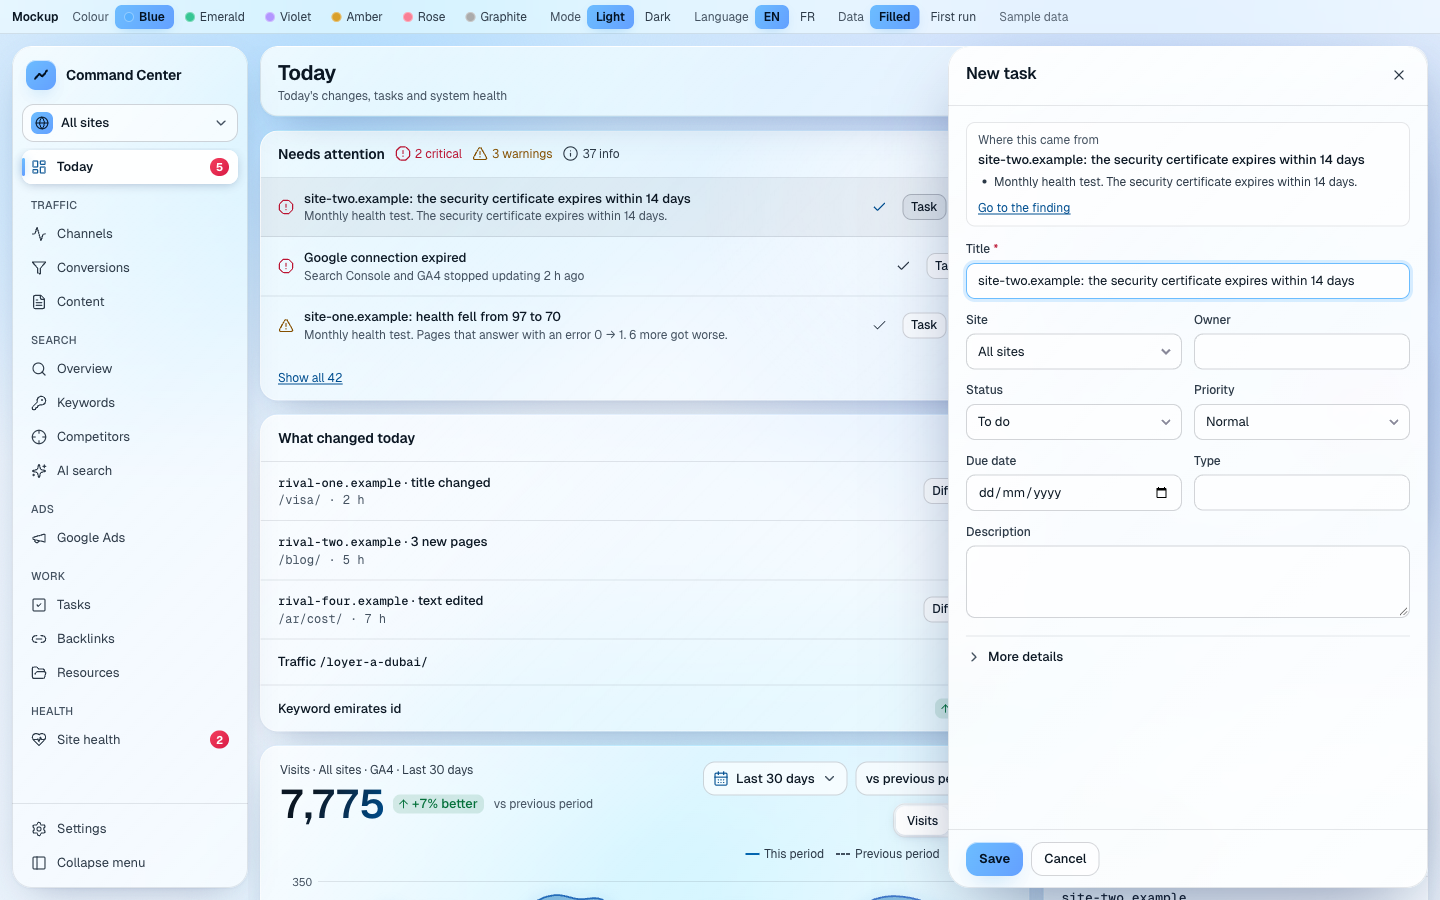 Mockup Colour Blue Emerald Violet Amber Rose Graphite Mode Light Dark Language EN FR Data Filled First run Sample data
Command Center
All sites
Today 5
TRAFFIC
Channels
Conversions
Content
SEARCH
Overview
Keywords
Competitors
AI search
ADS
Google Ads
WORK
Tasks
Backlinks
Resources
HEALTH
Site health 2
Settings
Collapse menu
Today
Today's changes, tasks and system health
Needs attention 2 critical 3 warnings 37 info
site-two.example: the security certificate expires within 14 days
Monthly health test. The security certificate expires within 14 days.
Task
Google connection expired
Search Console and GA4 stopped updating 2 h ago
Ta
site-one.example: health fell from 97 to 70
Monthly health test. Pages that answer with an error 0 → 1. 6 more got worse.
Task
Show all 42
What changed today
rival-one.example · title changed
/visa/ · 2 h
Dif
rival-two.example · 3 new pages
/blog/ · 5 h
rival-four.example · text edited
/ar/cost/ · 7 h
Dif
Traffic /loyer-a-dubai/
Keyword emirates id
↑
Visits · All sites · GA4 · Last 30 days
7,775 ↑ +7% better vs previous period
Last 30 days
vs previous pe
Visits
This period Previous period
350
New task
Where this came from
site-two.example: the security certificate expires within 14 days
• Monthly health test. The security certificate expires within 14 days.
Go to the finding
Title *
site-two.example: the security certificate expires within 14 days
Site Owner
All sites
Status Priority
To do Normal
Due date Type
dd/mm/yyyy
Description
More details
Save Cancel
site-two.example